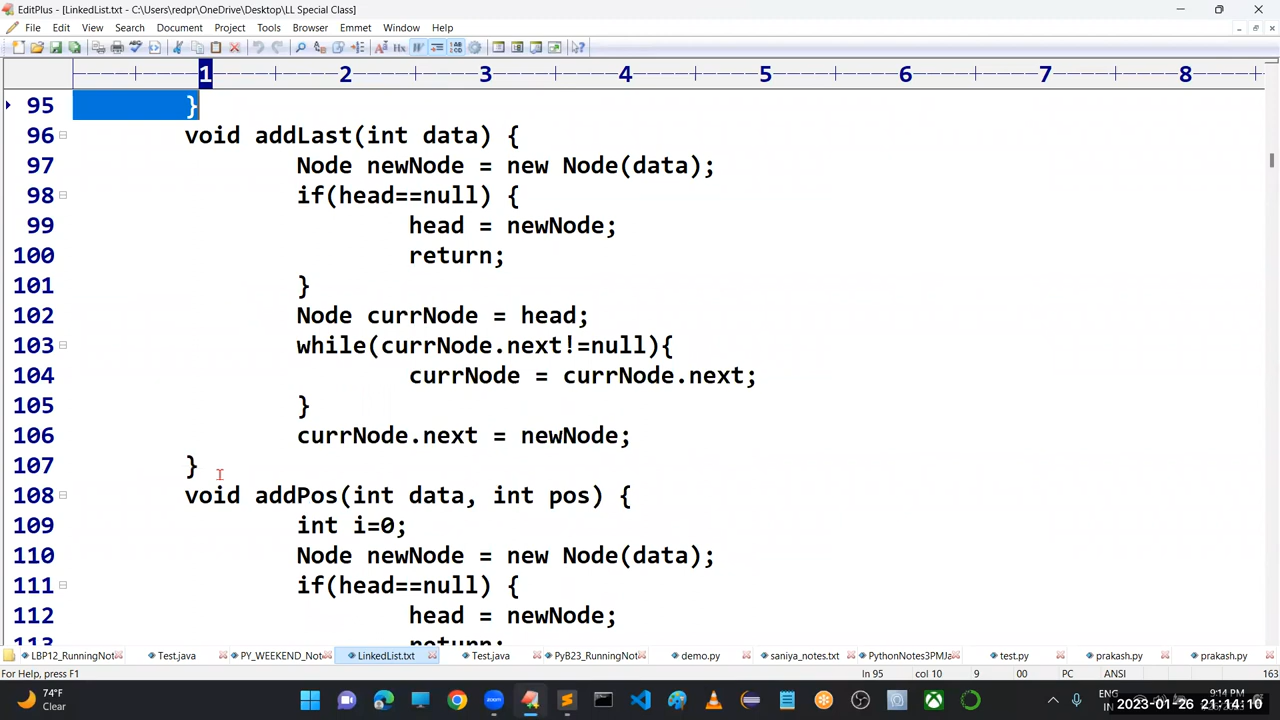 EditPlus - [LinkedList.txt - C:\Users\redpr\OneDrive\Desktop\LL Special Class]
File Edit View Search Document Project Tools Browser Emmet Window Help
1 2 3 4 5 6 7 8
95 }
96 void addLast(int data) {
97 Node newNode = new Node(data);
98 if(head==null) {
99 head = newNode;
100 return;
101 }
102 Node currNode = head;
103 while(currNode.next!=null){
104 currNode = currNode.next;
105 }
106 currNode.next = newNode;
107 }
108 void addPos(int data, int pos) {
109 int i=0;
110 Node newNode = new Node(data);
111 if(head==null) {
112 head = newNode;
113 return;
LBP12_RunningNot Test.java PY_WEEKEND_Not LinkedList.txt Test.java PyB23_RunningNot demo.py saniya_notes.txt PythonNotes3PMJa test.py prakash.py prakash.py
For Help, press F1 ln 95 col 10 9 00 PC ANSI 163
74°F
Clear
ENG
IN
9:14 PM
2023-01-26 21:14:10